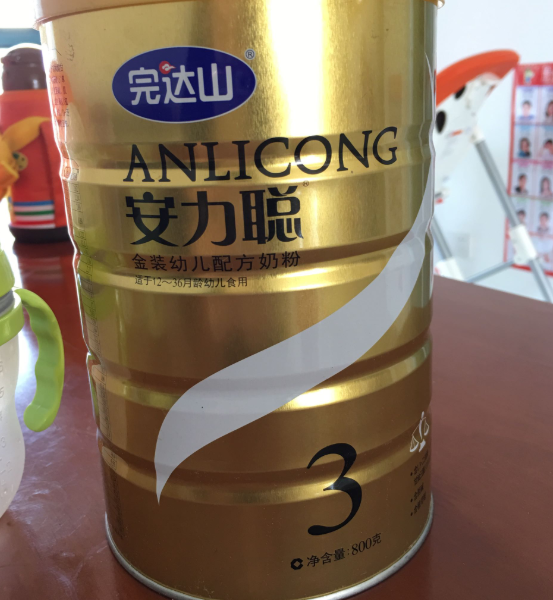 完达山®
ANLICONG
安力聪®
金装幼儿配方奶粉
适于12～36月龄幼儿食用
3
净含量:800克